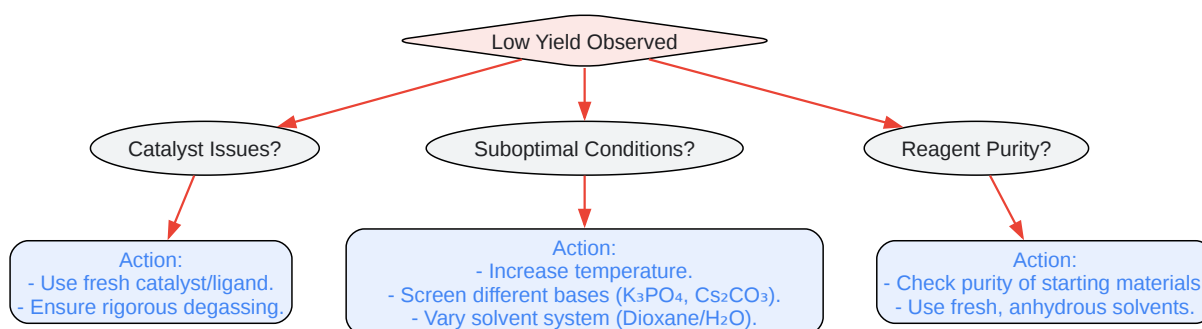 Low Yield Observed
Catalyst Issues?
Suboptimal Conditions?
Reagent Purity?
Action:
- Use fresh catalyst/ligand.
- Ensure rigorous degassing.
Action:
- Increase temperature.
- Screen different bases (K₃PO₄, Cs₂CO₃).
- Vary solvent system (Dioxane/H₂O).
Action:
- Check purity of starting materials
- Use fresh, anhydrous solvents.